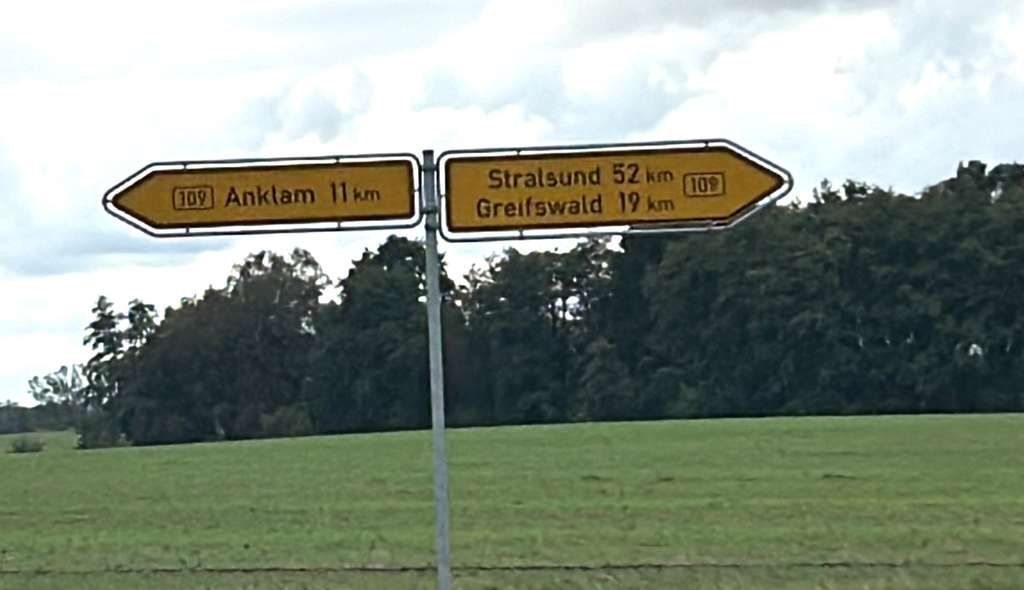 109 Anklam 11 km
Stralsund 52 km 109
Greifswald 19 km